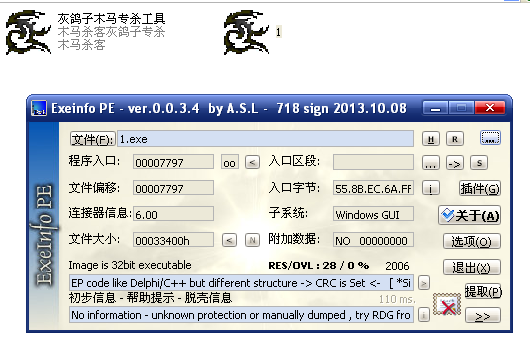 灰鸽子木马专杀工具
木马杀客灰鸽子专杀
木马杀客
1
Exeinfo PE - ver.0.0.3.4 by A.S.L - 718 sign 2013.10.08
文件(F): 1.exe H R
程序入口: 00007797 oo < 入口区段: ... -> S
文件偏移: 00007797 入口字节: 55.8B.EC.6A.FF i 插件(G)
连接器信息: 6.00 子系统: Windows GUI 关于(A)
文件大小: 00033400h < N 附加数据: NO 00000000 选项(O)
Image is 32bit executable RES/OVL : 28 / 0 % 2006 退出(X)
EP code like Delphi/C++ but different structure -> CRC is Set <- [ *Si >
初步信息 - 帮助提示 - 脱壳信息 110 ms. 提取(P)
No information - unknown protection or manually dumped , try RDG fro i >>
ExeInfo PE